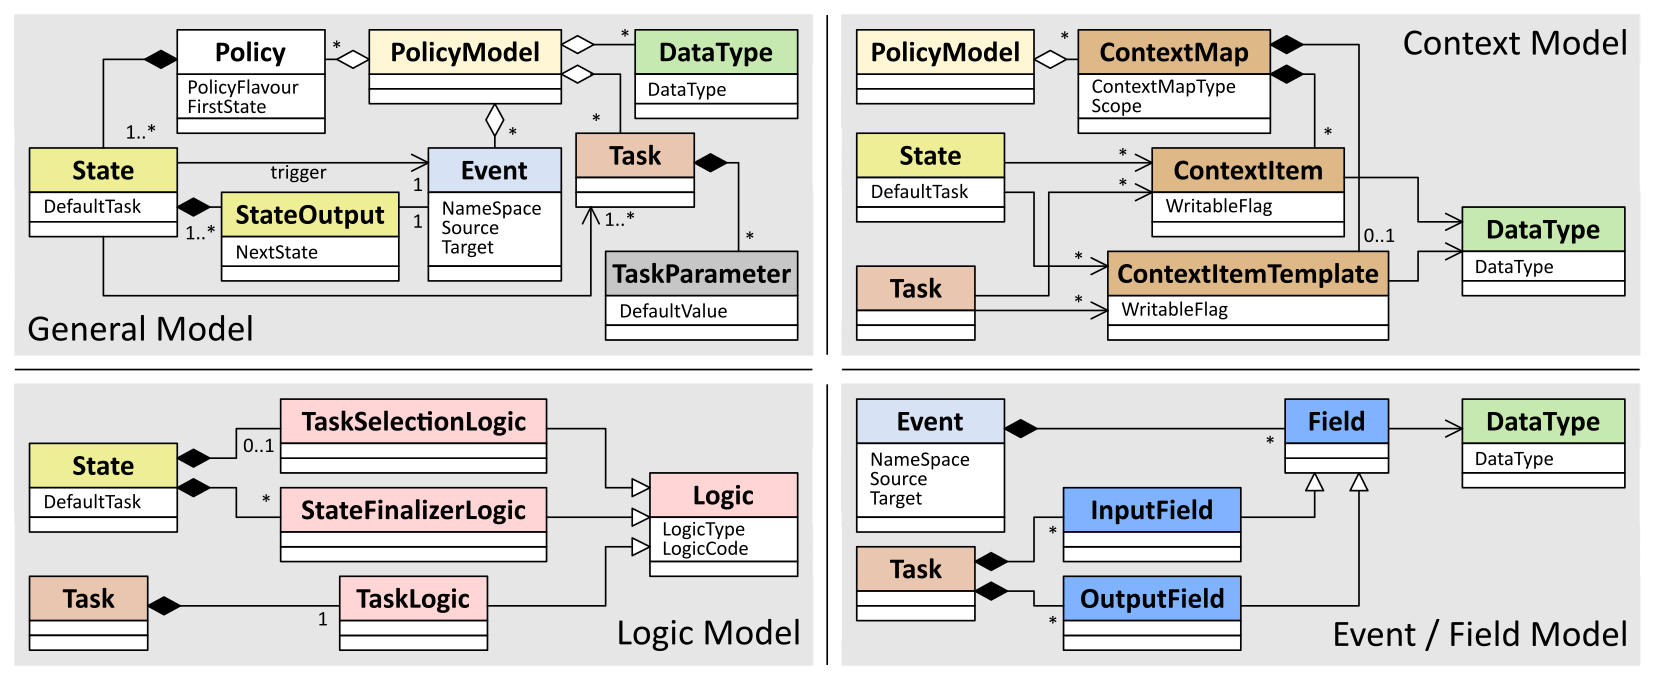 Policy
PolicyFlavour
FirstState
*
PolicyModel
*
DataType
DataType
*
*
1..*
State
DefaultTask
trigger
1
1
1..*
StateOutput
NextState
Event
NameSpace
Source
Target
Task
1..*
*
TaskParameter
DefaultValue
General Model
PolicyModel
*
ContextMap
ContextMapType
Scope
Context Model
State
DefaultTask
*
*
*
ContextItem
WritableFlag
0..1
DataType
DataType
*
ContextItemTemplate
WritableFlag
Task
*
TaskSelectionLogic
0..1
State
DefaultTask
*
StateFinalizerLogic
Logic
LogicType
LogicCode
Task
1
TaskLogic
Logic Model
Event
NameSpace
Source
Target
*
Field
DataType
DataType
InputField
*
Task
OutputField
*
Event / Field Model